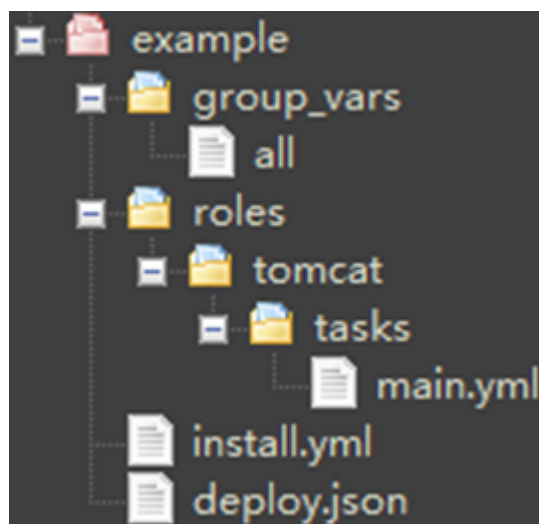 example
group_vars
all
roles
tomcat
tasks
main.yml
install.yml
deploy.json